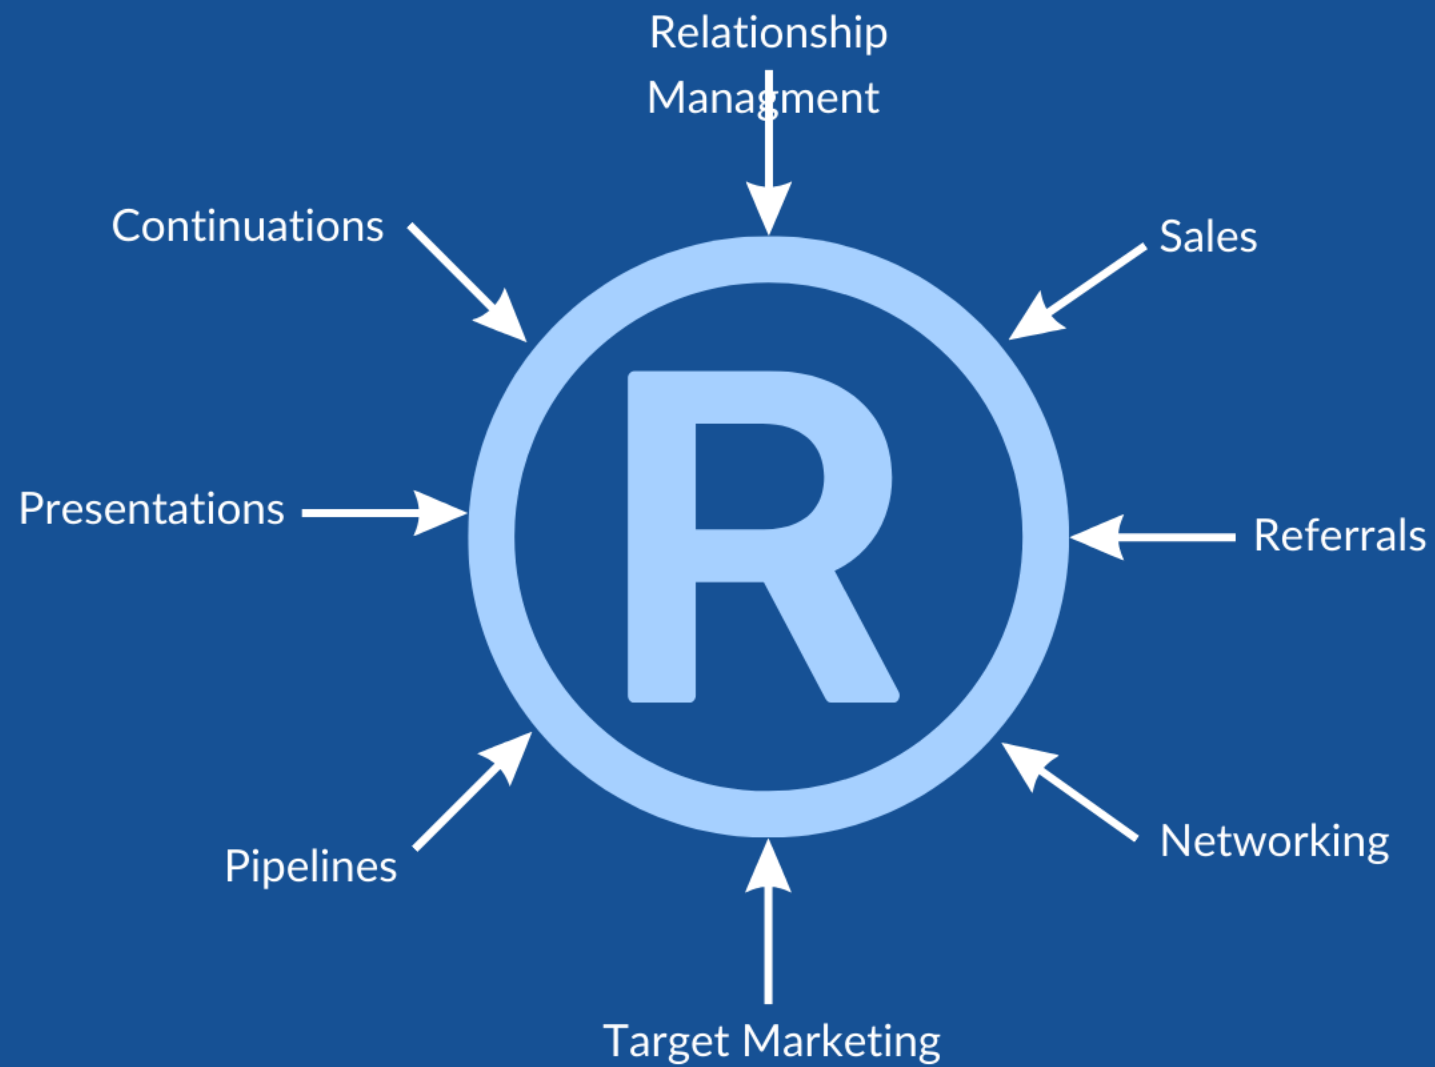 Relationship
Managment
Continuations
Sales
R
Presentations
Referrals
Pipelines
Networking
Target Marketing